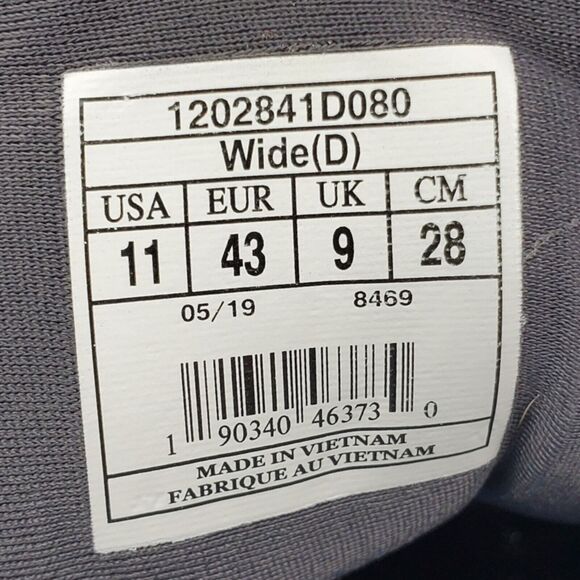 1202841D080
Wide(D)
USA EUR UK CM
11 43 9 28
05/19 8469
1 90340 46373 0
MADE IN VIETNAM
FABRIQUE AU VIETNAM